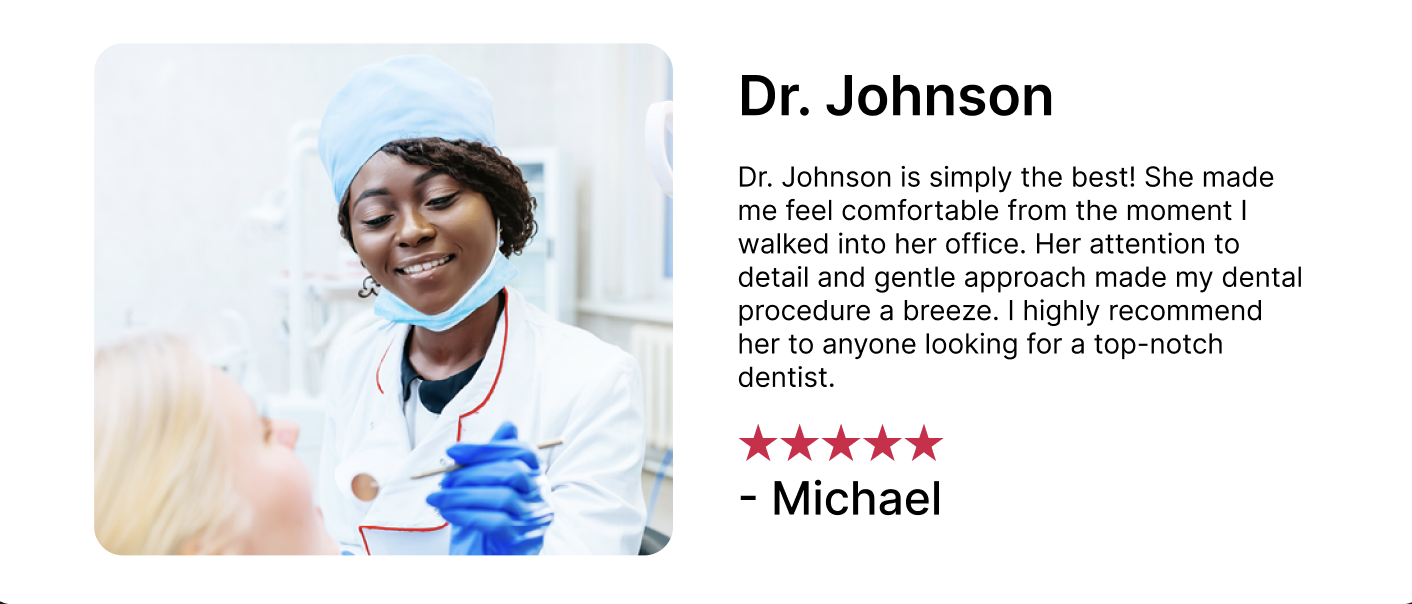 Dr. Johnson
Dr. Johnson is simply the best! She made
me feel comfortable from the moment I
walked into her office. Her attention to
detail and gentle approach made my dental
procedure a breeze. I highly recommend
her to anyone looking for a top-notch
dentist.
★★★★★
- Michael